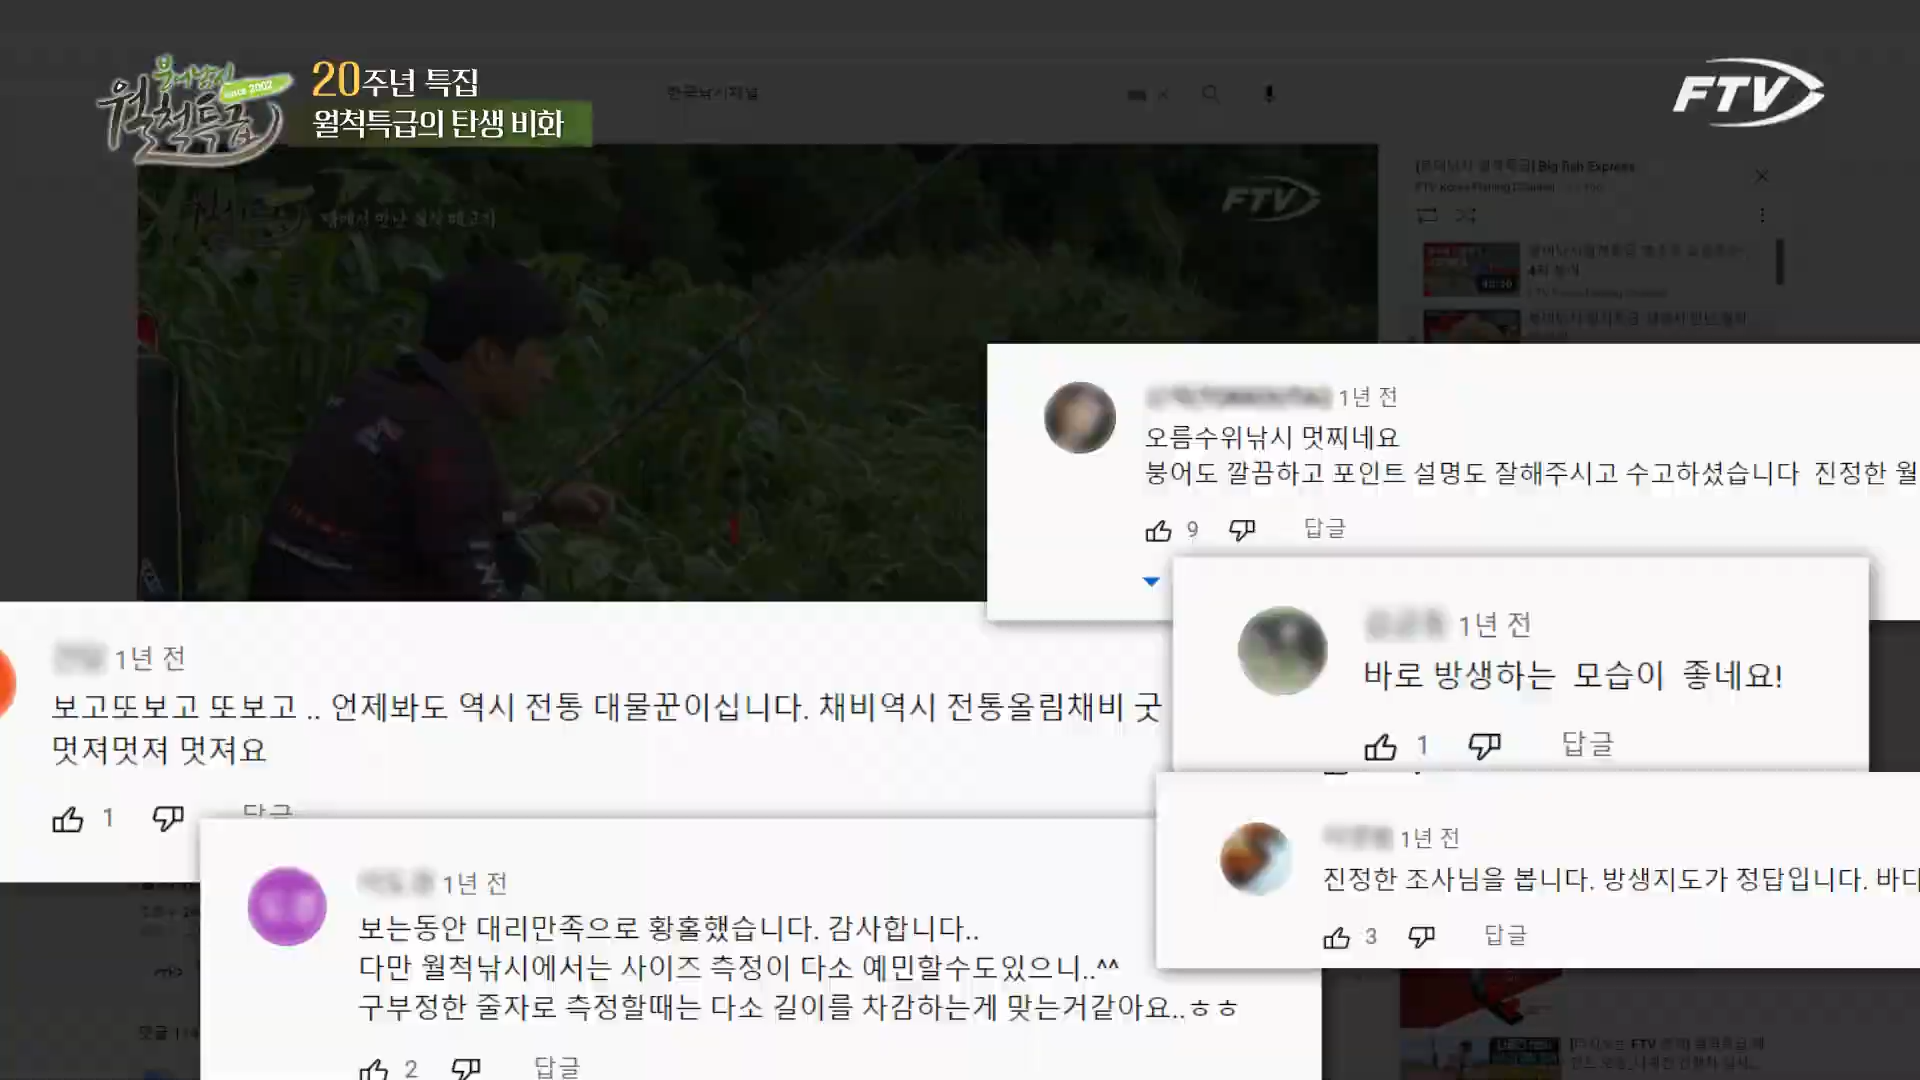 월척특급
since 2002
20주년 특집
월척특급의 탄생 비화
FTV
한국낚시채널
FTV
Big fish Express
1년 전
오름수위낚시 멋찌네요
붕어도 깔끔하고 포인트 설명도 잘해주시고 수고하셨습니다 진정한 월
9
답글
1년 전
바로 방생하는 모습이 좋네요!
1
답글
1년 전
보고또보고 또보고 .. 언제봐도 역시 전통 대물꾼이십니다. 채비역시 전통올림채비 굿
멋져멋져 멋져요
1
답글
1년 전
진정한 조사님을 봅니다. 방생지도가 정답입니다. 바다
3
답글
1년 전
보는동안 대리만족으로 황홀했습니다. 감사합니다..
다만 월척낚시에서는 사이즈 측정이 다소 예민할수도있으니..^^
구부정한 줄자로 측정할때는 다소 길이를 차감하는게 맞는거같아요..ㅎㅎ
2
답글